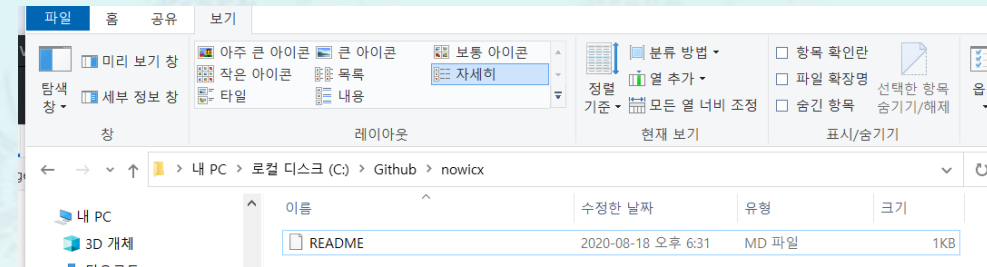 파일 홈 공유 보기
미리 보기 창
세부 정보 창
탐색
창
아주 큰 아이콘 큰 아이콘 보통 아이콘
작은 아이콘 목록 자세히
타일 내용
정렬
기준
분류 방법
열 추가
모든 열 너비 조정
항목 확인란
파일 확장명
숨긴 항목
선택한 항목
숨기기/해제
창 레이아웃 현재 보기 표시/숨기기
내 PC > 로컬 디스크 (C:) > Github > nowicx
이름 수정한 날짜 유형 크기
내 PC
3D 개체
README 2020-08-18 오후 6:31 MD 파일 1KB